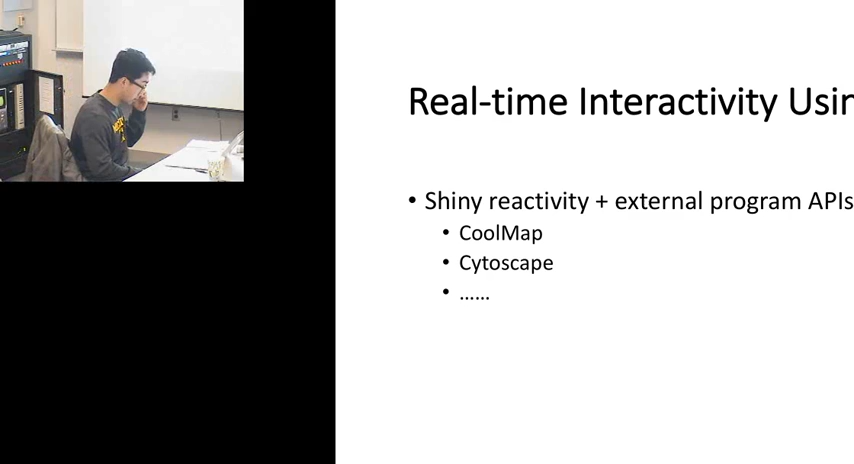 Real-time Interactivity Usin
• Shiny reactivity + external program APIs
• CoolMap
• Cytoscape
• ......